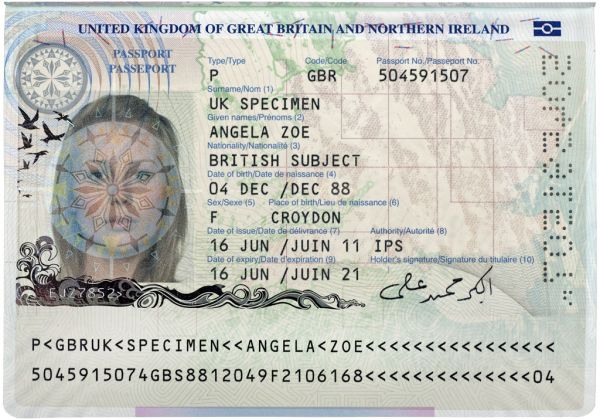 UNITED KINGDOM OF GREAT BRITAIN AND NORTHERN IRELAND
PASSPORT
PASSEPORT
Type/Type Code/Code Passport No./Passeport No.
P GBR 504591507
Surname/Nom (1)
UK SPECIMEN
Given names/Prénoms (2)
ANGELA ZOE
Nationality/Nationalité (3)
BRITISH SUBJECT
Date of birth/Date de naissance (4)
04 DEC /DEC 88
Sex/Sexe (5) Place of birth/Lieu de naissance (6)
F CROYDON
Date of issue/Date de délivrance (7) Authority/Autorité (8)
16 JUN /JUIN 11 IPS
Date of expiry/Date d'expiration (9) Holder's signature/Signature du titulaire (10)
16 JUN /JUIN 21
P<GBRUK<SPECIMEN<<ANGELA<ZOE<<<<<<<<<<<<<<<<
5045915074GBS8812049F2106168<<<<<<<<<<<<<<04